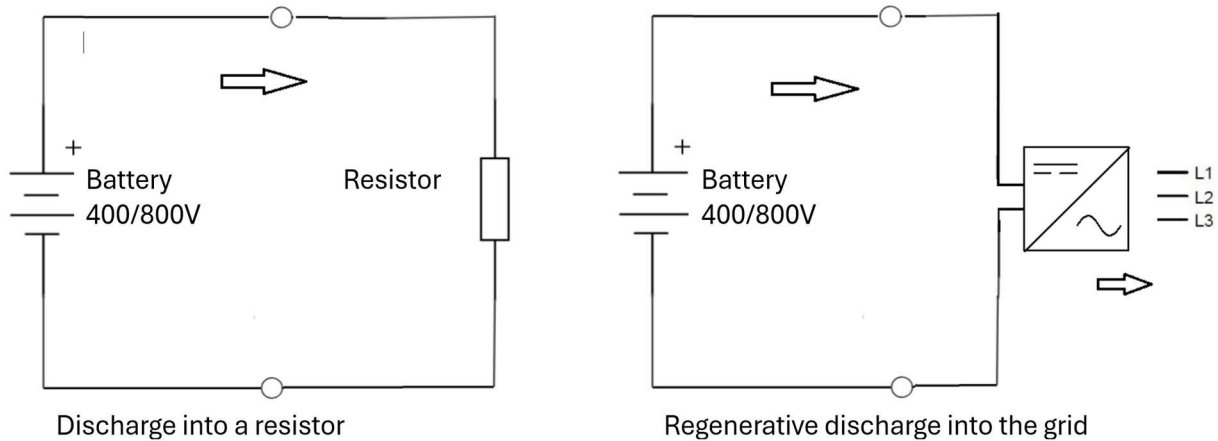 +
Battery
400/800V
Resistor
Discharge into a resistor
+
Battery
400/800V
L1
L2
L3
Regenerative discharge into the grid